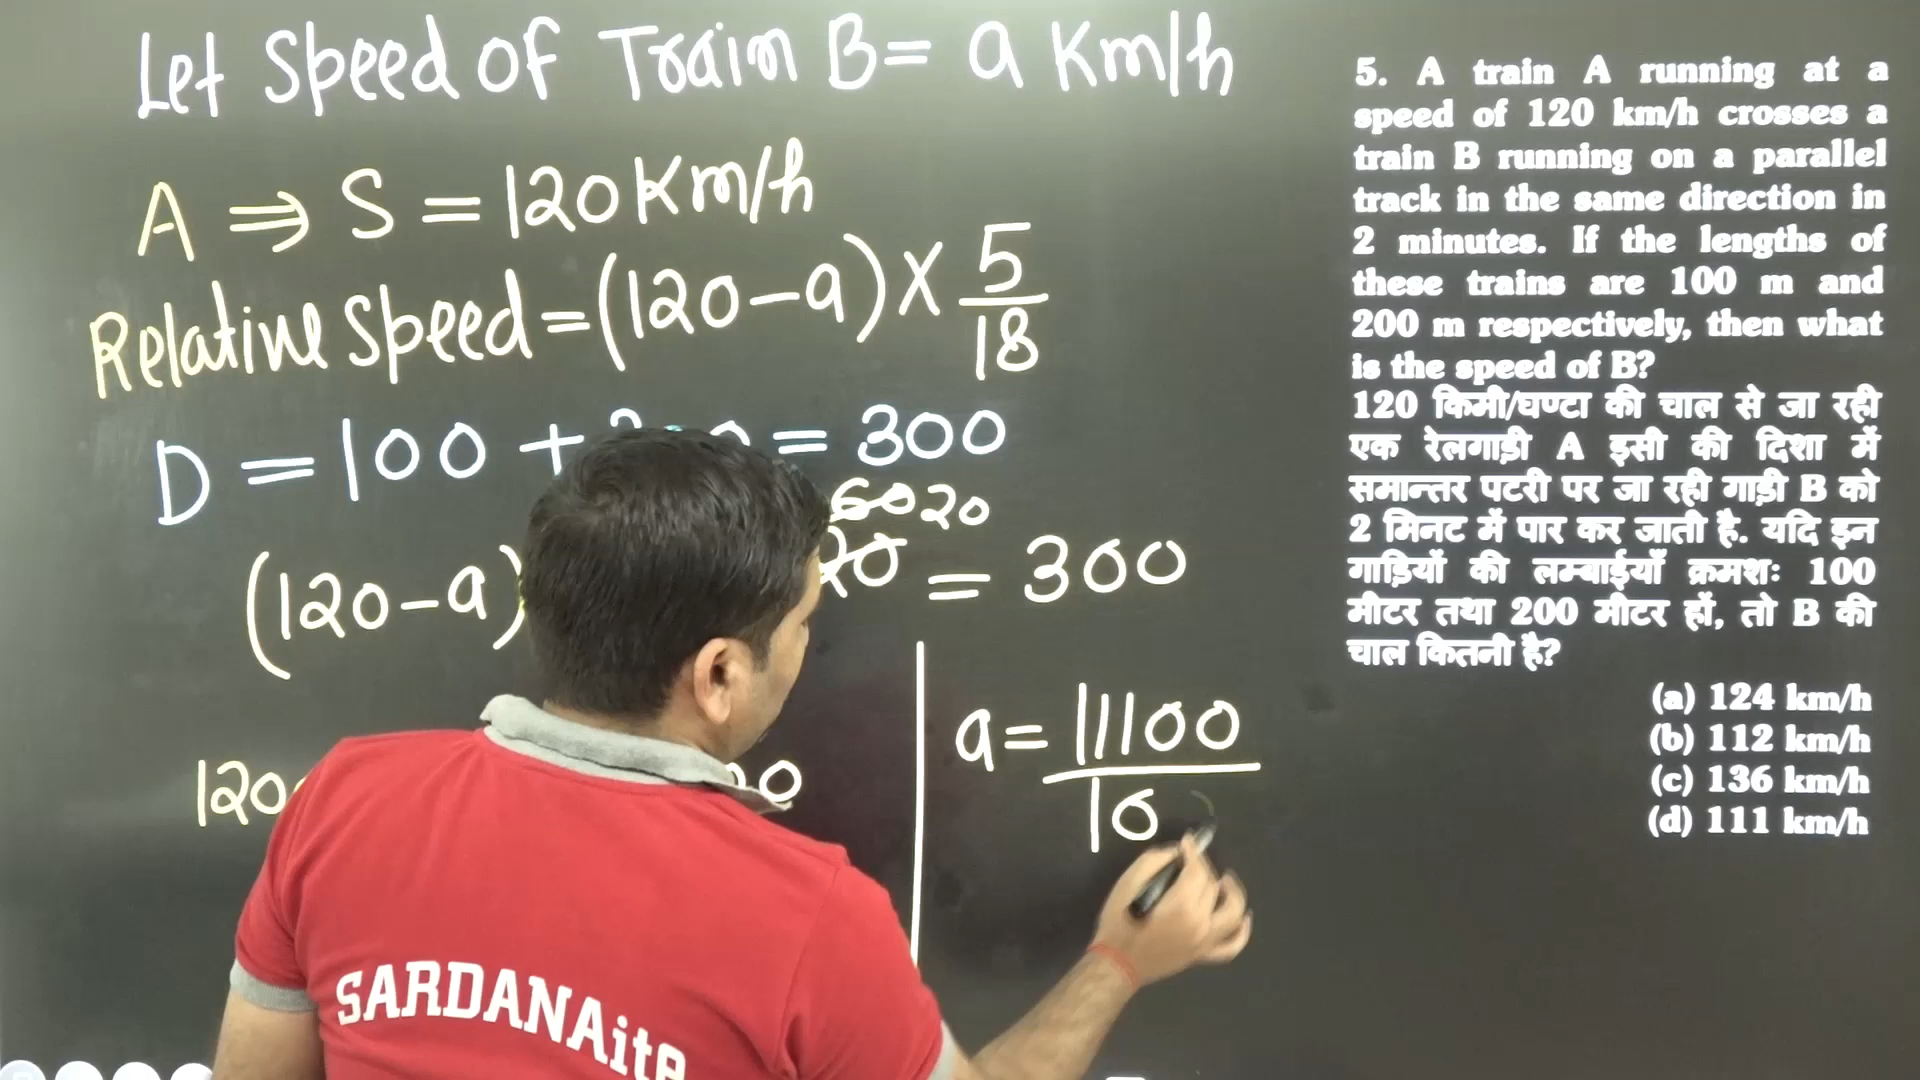 Let Speed of Train B= a Km/h
A ⇒ S = 120 Km/h
Relative Speed=(120-a)× 5/18
D = 100 + = 300
60 20
(120-a) 20 = 300
120
a= 11100/10
SARDANAite
5. A train A running at a
speed of 120 km/h crosses a
train B running on a parallel
track in the same direction in
2 minutes. If the lengths of
these trains are 100 m and
200 m respectively, then what
is the speed of B?
120 किमी/घण्टा की चाल से जा रही
एक रेलगाड़ी A इसी की दिशा में
समान्तर पटरी पर जा रही गाड़ी B को
2 मिनट में पार कर जाती है. यदि इन
गाड़ियों की लम्बाईयाँ क्रमशः 100
मीटर तथा 200 मीटर हों, तो B की
चाल कितनी है?
(a) 124 km/h
(b) 112 km/h
(c) 136 km/h
(d) 111 km/h